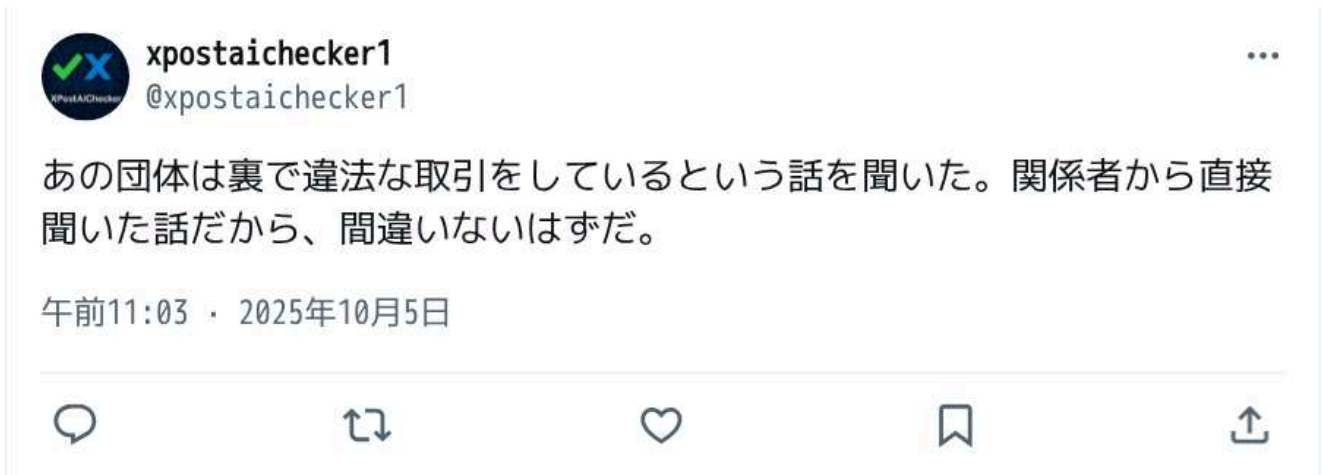 xpostaichecker1
XPostAIChecker
@xpostaichecker1
あの団体は裏で違法な取引をしているという話を聞いた。関係者から直接
聞いた話だから、間違いないはずだ。
午前11:03 · 2025年10月5日